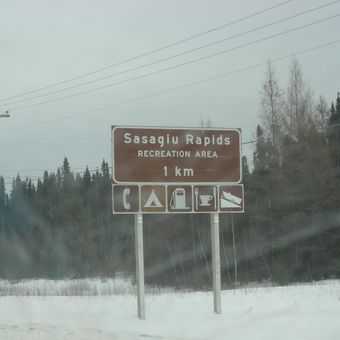 Sasagiu Rapids
RECREATION AREA
1 km